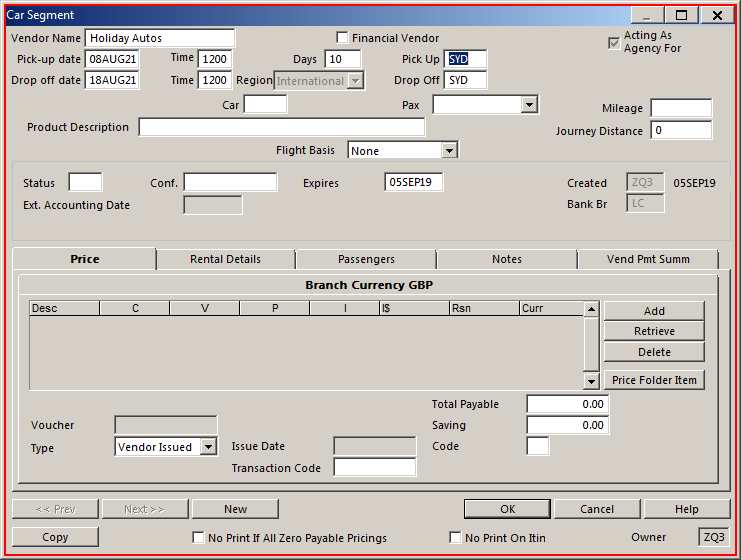 Car Segment
Vendor Name Holiday Autos Financial Vendor Acting As Agency For
Pick-up date 08AUG21 Time 1200 Days 10 Pick Up SYD
Drop off date 18AUG21 Time 1200 Region International Drop Off SYD
Car Pax Mileage
Product Description Journey Distance 0
Flight Basis None
Status Conf. Expires 05SEP19 Created ZQ3 05SEP19
Ext. Accounting Date Bank Br LC
Price Rental Details Passengers Notes Vend Pmt Summ
Branch Currency GBP
Desc C V P I I$ Rsn Curr
Add
Retrieve
Delete
Price Folder Item
Total Payable 0.00
Voucher Saving 0.00
Type Vendor Issued Issue Date Code
Transaction Code
<< Prev Next >> New OK Cancel Help
Copy No Print If All Zero Payable Pricings No Print On Itin Owner ZQ3